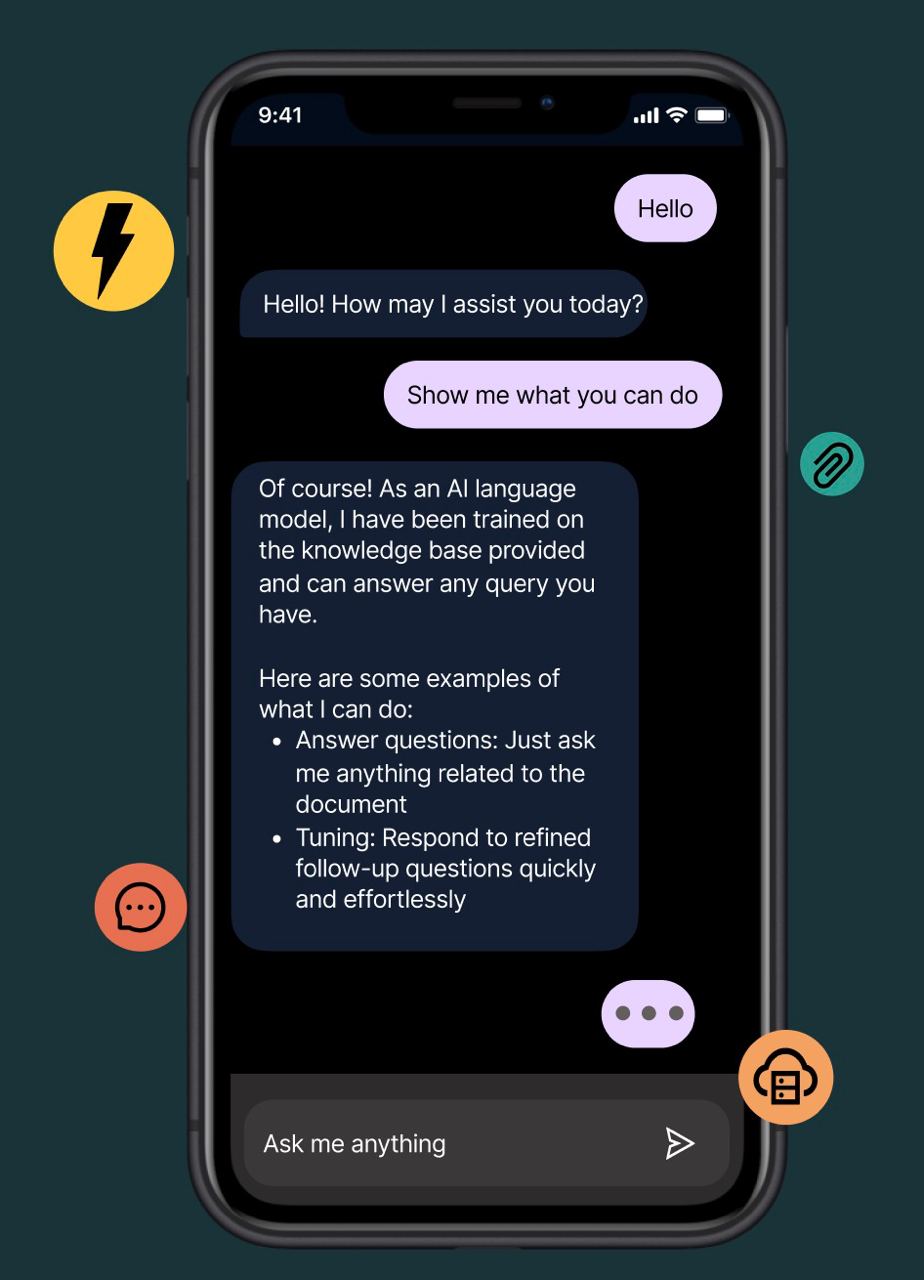 9:41
Hello
Hello! How may I assist you today?
Show me what you can do
Of course! As an AI language
model, I have been trained on
the knowledge base provided
and can answer any query you
have.
Here are some examples of
what I can do:
• Answer questions: Just ask
me anything related to the
document
• Tuning: Respond to refined
follow-up questions quickly
and effortlessly
Ask me anything